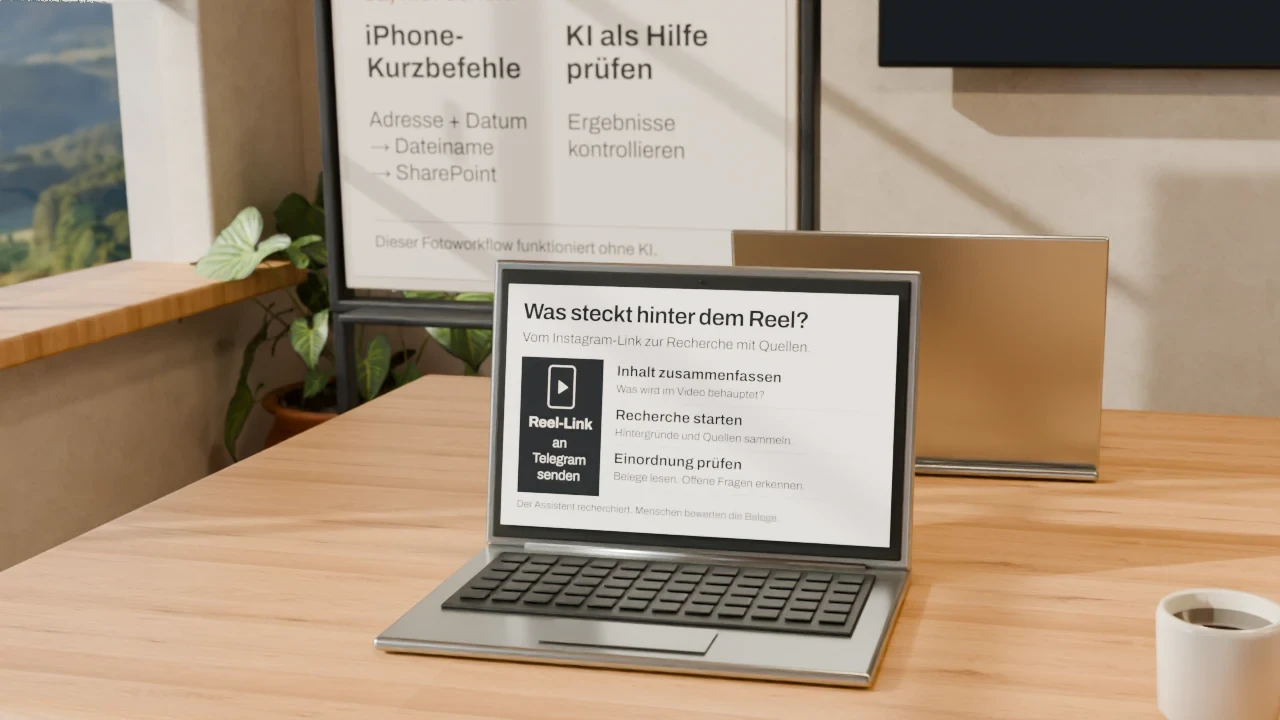 iPhone-
Kurzbefehle
Adresse + Datum
→ Dateiname
→ SharePoint
KI als Hilfe
prüfen
Ergebnisse
kontrollieren
Dieser Fotoworkflow funktioniert ohne KI.
Was steckt hinter dem Reel?
Vom Instagram-Link zur Recherche mit Quellen.
Reel-Link
an
Telegram
senden
Inhalt zusammenfassen
Was wird im Video behauptet?
Recherche starten
Hintergründe und Quellen sammeln.
Einordnung prüfen
Belege lesen. Offene Fragen erkennen.
Der Assistent recherchiert. Menschen bewerten die Belege.